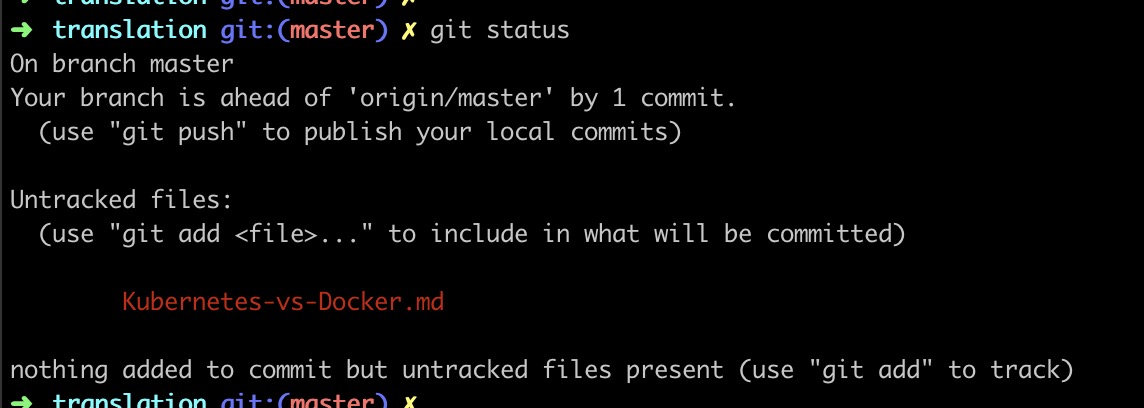 ➜ translation git:(master) ✗
➜ translation git:(master) ✗ git status
On branch master
Your branch is ahead of 'origin/master' by 1 commit.
  (use "git push" to publish your local commits)

Untracked files:
  (use "git add <file>..." to include in what will be committed)

        Kubernetes-vs-Docker.md

nothing added to commit but untracked files present (use "git add" to track)
➜ translation git:(master) ✗